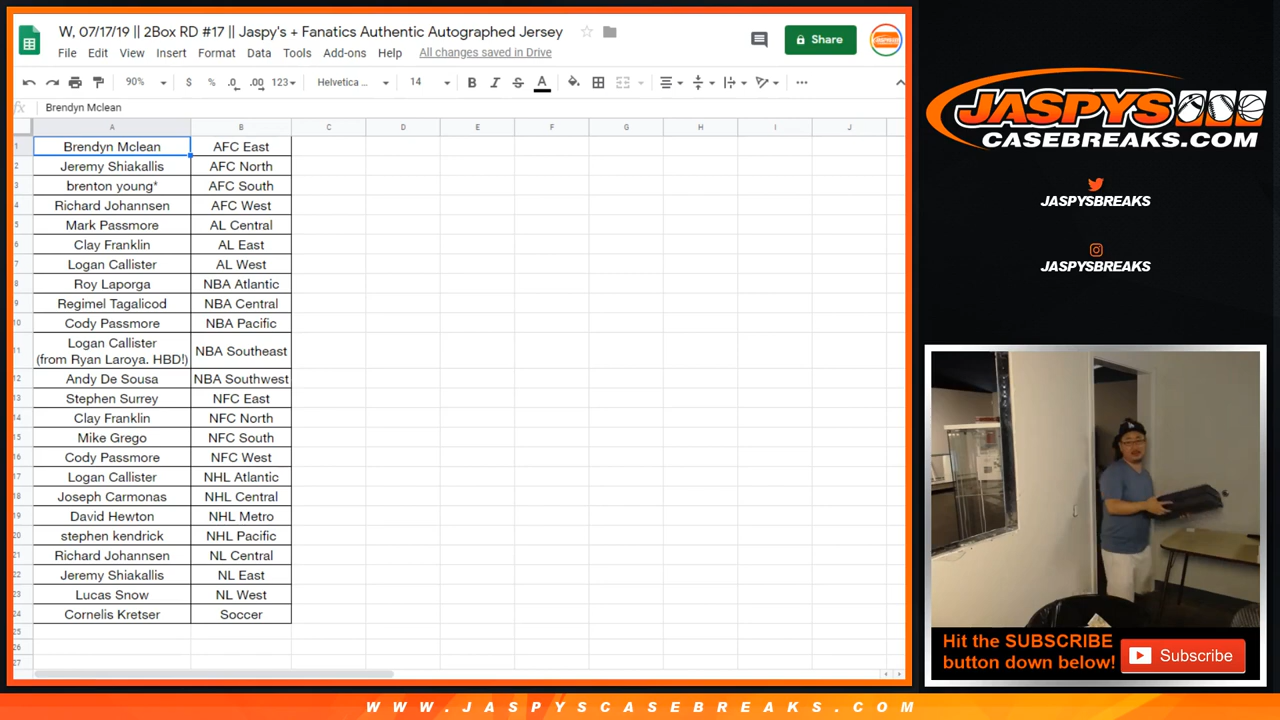 W, 07/17/19 || 2Box RD #17 || Jaspy's + Fanatics Authentic Autographed Jersey
File Edit View Insert Format Data Tools Add-ons Help All changes saved in Drive
Share
90% $ % .0 .00 123 Helvetica ... 14 B I S A
fx Brendyn Mclean
A B C D E F G H I J
1 Brendyn Mclean AFC East
2 Jeremy Shiakallis AFC North
3 brenton young* AFC South
4 Richard Johannsen AFC West
5 Mark Passmore AL Central
6 Clay Franklin AL East
7 Logan Callister AL West
8 Roy Laporga NBA Atlantic
9 Regimel Tagalicod NBA Central
10 Cody Passmore NBA Pacific
11 Logan Callister
(from Ryan Laroya. HBD!) NBA Southeast
12 Andy De Sousa NBA Southwest
13 Stephen Surrey NFC East
14 Clay Franklin NFC North
15 Mike Grego NFC South
16 Cody Passmore NFC West
17 Logan Callister NHL Atlantic
18 Joseph Carmonas NHL Central
19 David Hewton NHL Metro
20 stephen kendrick NHL Pacific
21 Richard Johannsen NL Central
22 Jeremy Shiakallis NL East
23 Lucas Snow NL West
24 Cornelis Kretser Soccer
25
26
27
JASPYS
CASEBREAKS.COM
JASPYSBREAKS
JASPYSBREAKS
Hit the SUBSCRIBE
button down below!
Subscribe
WWW.JASPYSCASEBREAKS.COM